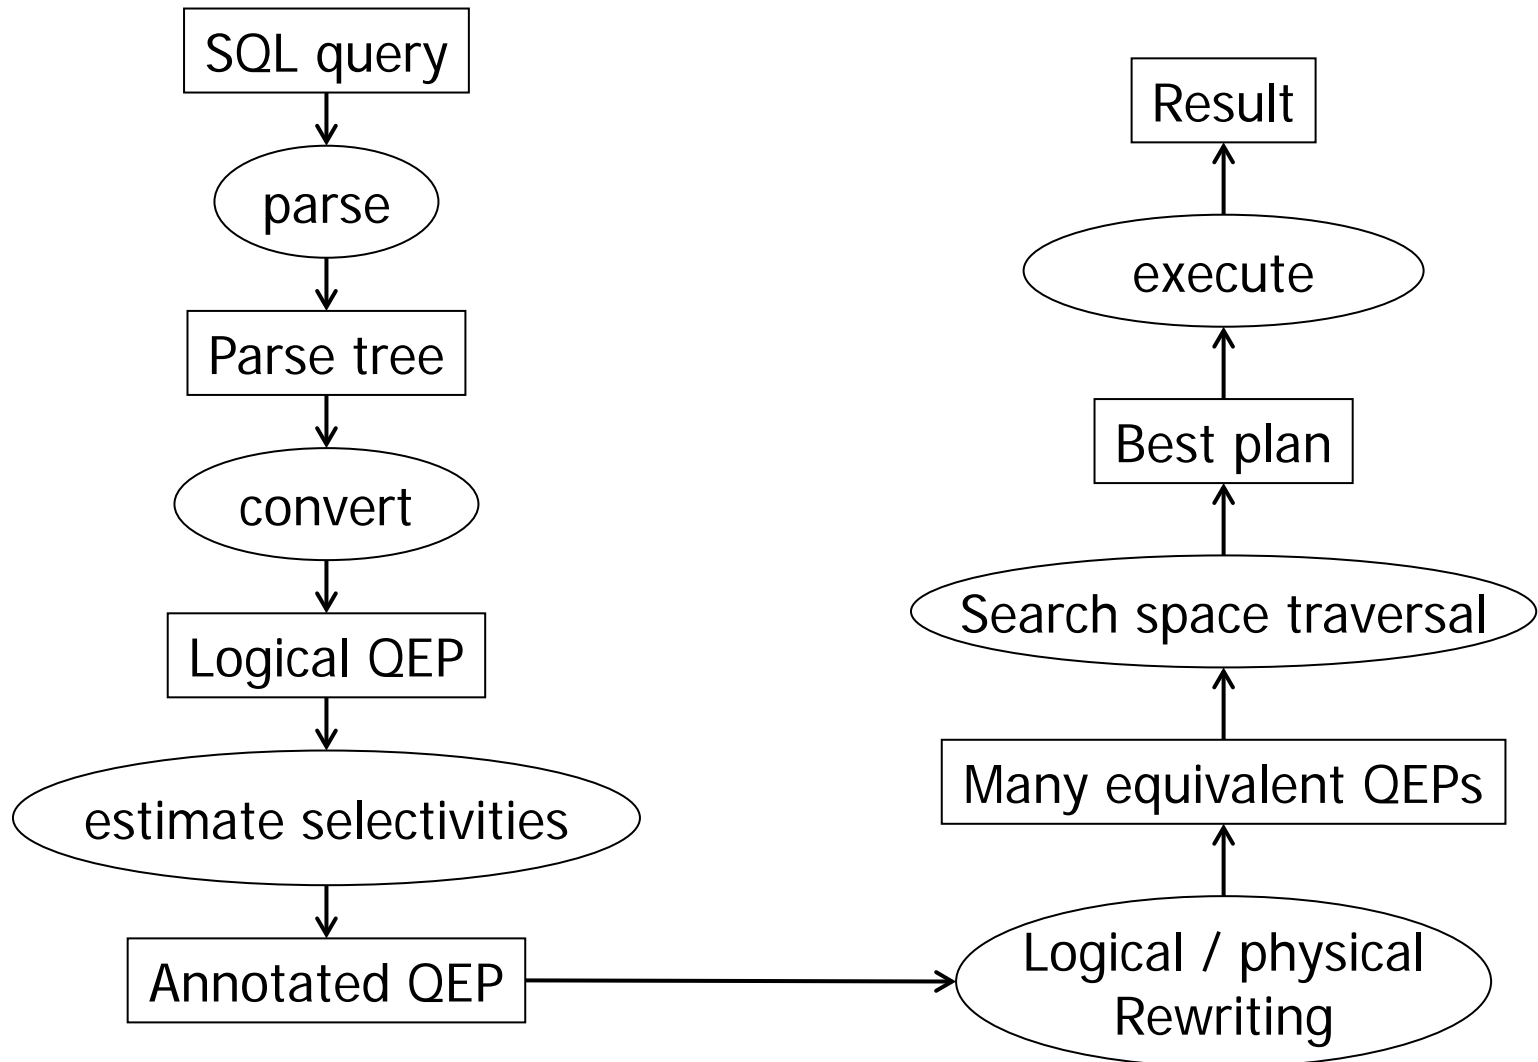 SQL query
parse
Parse tree
convert
Logical QEP
estimate selectivities
Annotated QEP
Logical / physical
Rewriting
Many equivalent QEPs
Search space traversal
Best plan
execute
Result